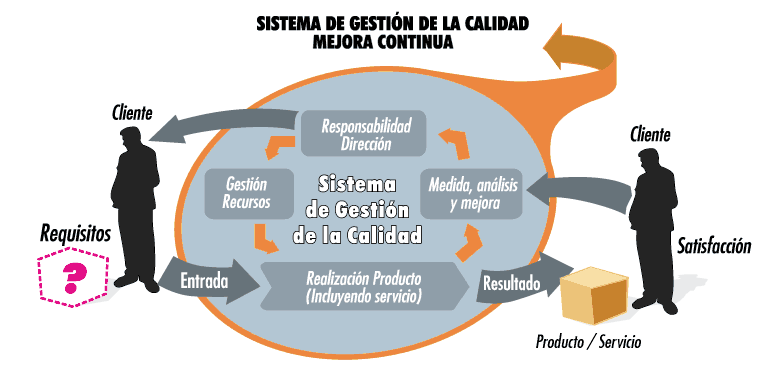 SISTEMA DE GESTIÓN DE LA CALIDAD
MEJORA CONTINUA
Cliente
Responsabilidad
Dirección
Cliente
Gestión
Recursos
Sistema
de Gestión
de la Calidad
Medida, análisis
y mejora
Requisitos
?
Satisfacción
Entrada
Realización Producto
(Incluyendo servicio)
Resultado
Producto / Servicio